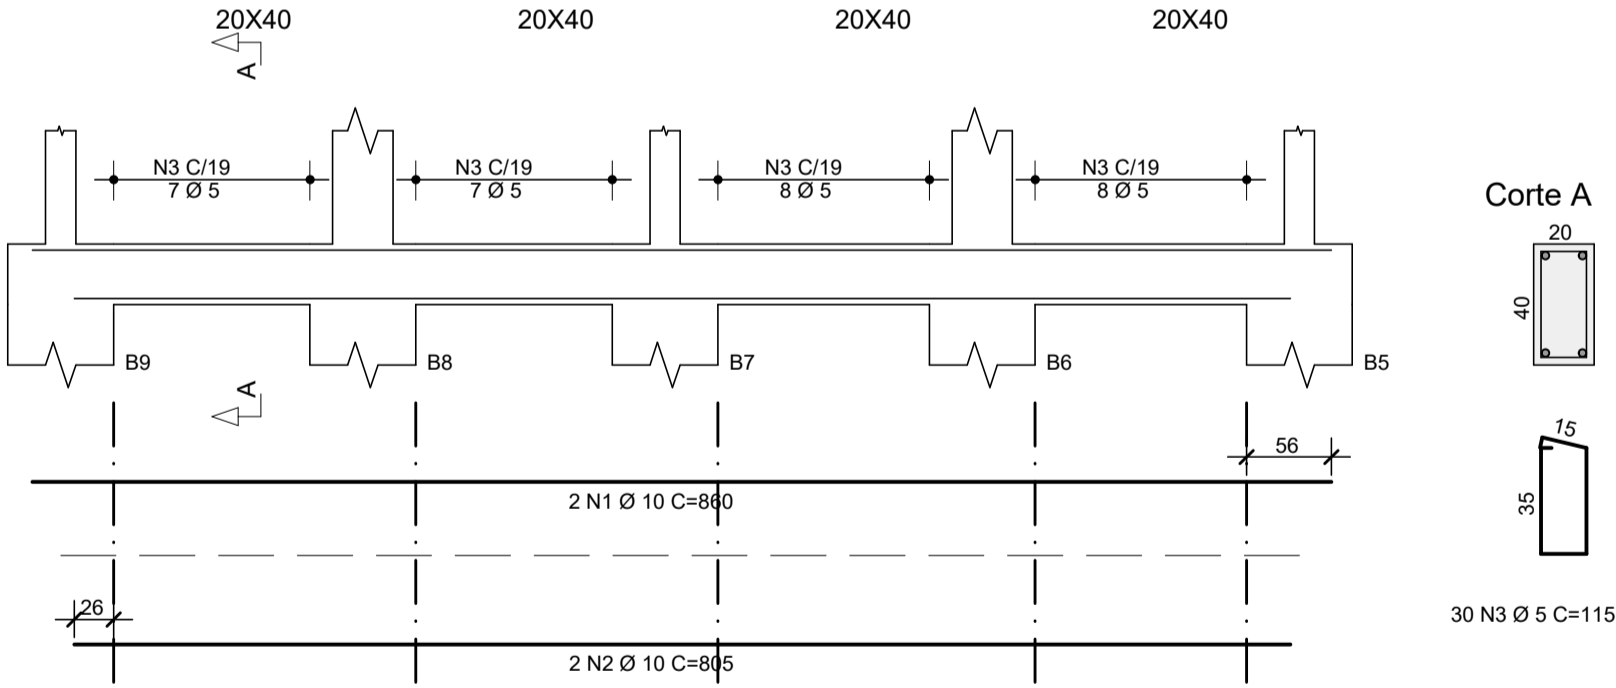 20X40
20X40
20X40
20X40
A
N3 C/19
7 Ø 5
N3 C/19
7 Ø 5
N3 C/19
8 Ø 5
N3 C/19
8 Ø 5
Corte A
20
40
B9
B8
B7
B6
B5
A
56
2 N1 Ø 10 C=860
15
35
26
30 N3 Ø 5 C=115
2 N2 Ø 10 C=805